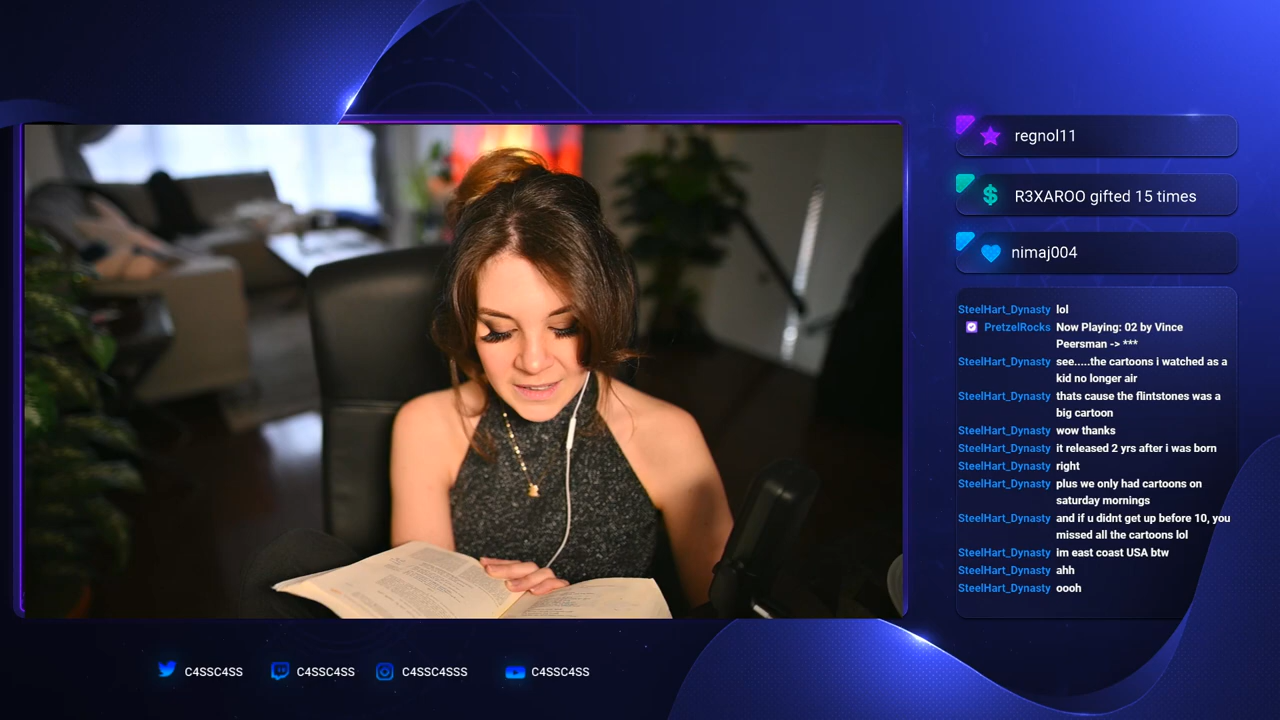 regnol11
R3XAROO gifted 15 times
nimaj004
SteelHart_Dynasty lol
PretzelRocks Now Playing: 02 by Vince
Peersman -> ***
SteelHart_Dynasty see.....the cartoons i watched as a
kid no longer air
SteelHart_Dynasty thats cause the flintstones was a
big cartoon
SteelHart_Dynasty wow thanks
SteelHart_Dynasty it released 2 yrs after i was born
SteelHart_Dynasty right
SteelHart_Dynasty plus we only had cartoons on
saturday mornings
SteelHart_Dynasty and if u didnt get up before 10, you
missed all the cartoons lol
SteelHart_Dynasty im east coast USA btw
SteelHart_Dynasty ahh
SteelHart_Dynasty oooh
C4SSC4SS C4SSC4SS C4SSC4SSS C4SSC4SS